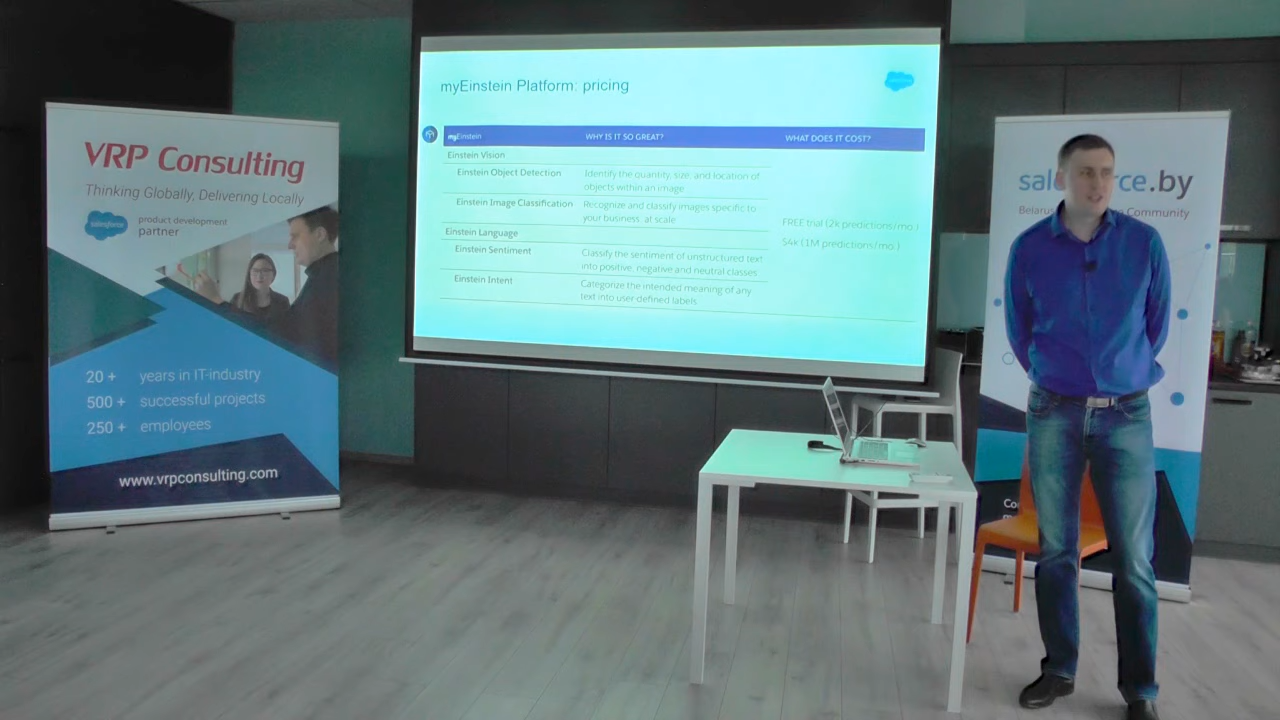 VRP Consulting
Thinking Globally, Delivering Locally
salesforce
product development
partner
20 + years in IT-industry
500 + successful projects
250 + employees
www.vrpconsulting.com
myEinstein Platform: pricing
myEinstein WHY IS IT SO GREAT? WHAT DOES IT COST?
Einstein Vision
Einstein Object Detection Identify the quantity, size, and location of
objects within an image
Einstein Image Classification Recognize and classify images specific to
your business, at scale
Einstein Language
Einstein Sentiment Classify the sentiment of unstructured text
into positive, negative and neutral classes
Einstein Intent Categorize the intended meaning of any
text into user-defined labels
FREE trial (2k predictions/mo.)
$4k (1M predictions/mo.)
.by
Community